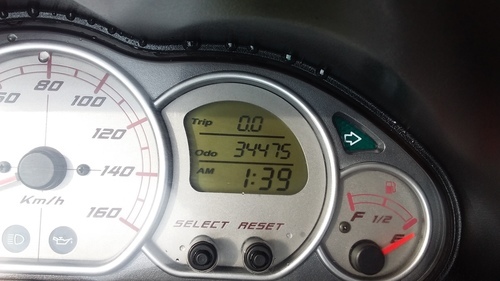 60
80
100
120
140
160
Km/h
Trip 0.0
Odo 34475
AM 1:39
SELECT RESET
F 1/2